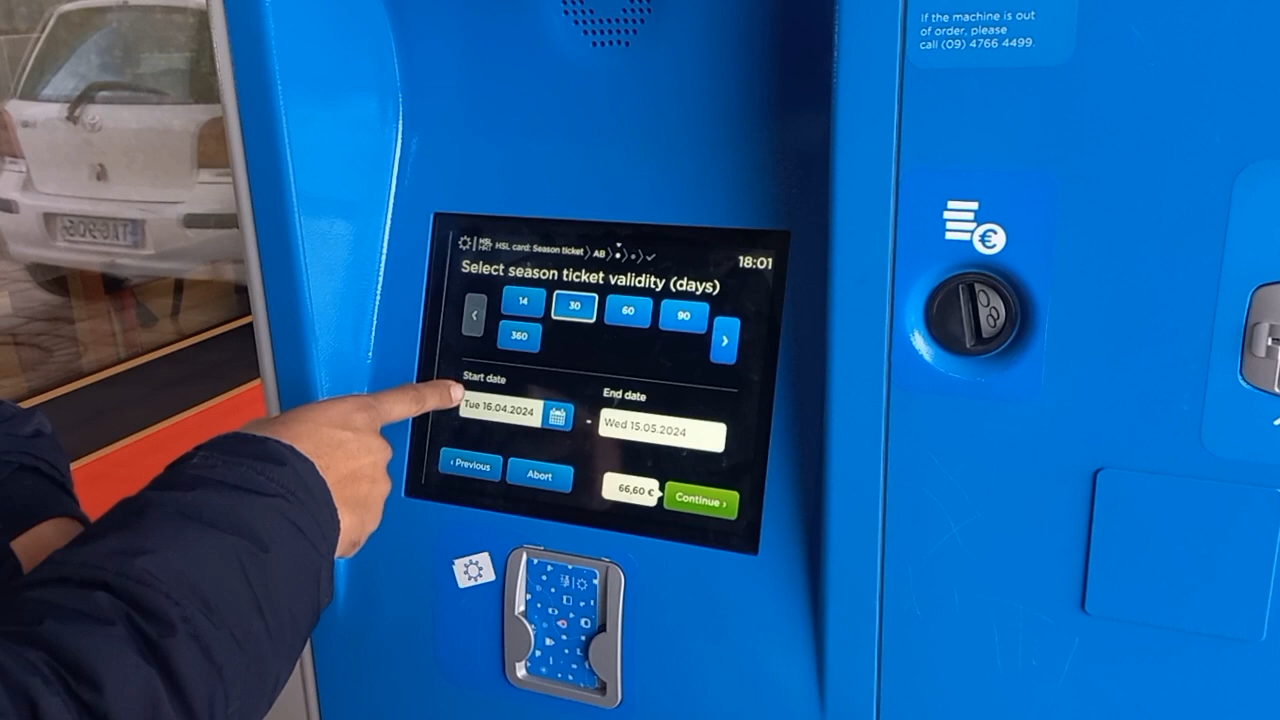 If the machine is out
of order, please
call (09) 4766 4499.
HSL card: Season ticket > AB
18:01
Select season ticket validity (days)
14
30
60
90
‹
360
›
Start date
End date
Tue 16.04.2024
-
Wed 15.05.2024
‹ Previous
Abort
66,60 €
Continue ›
€